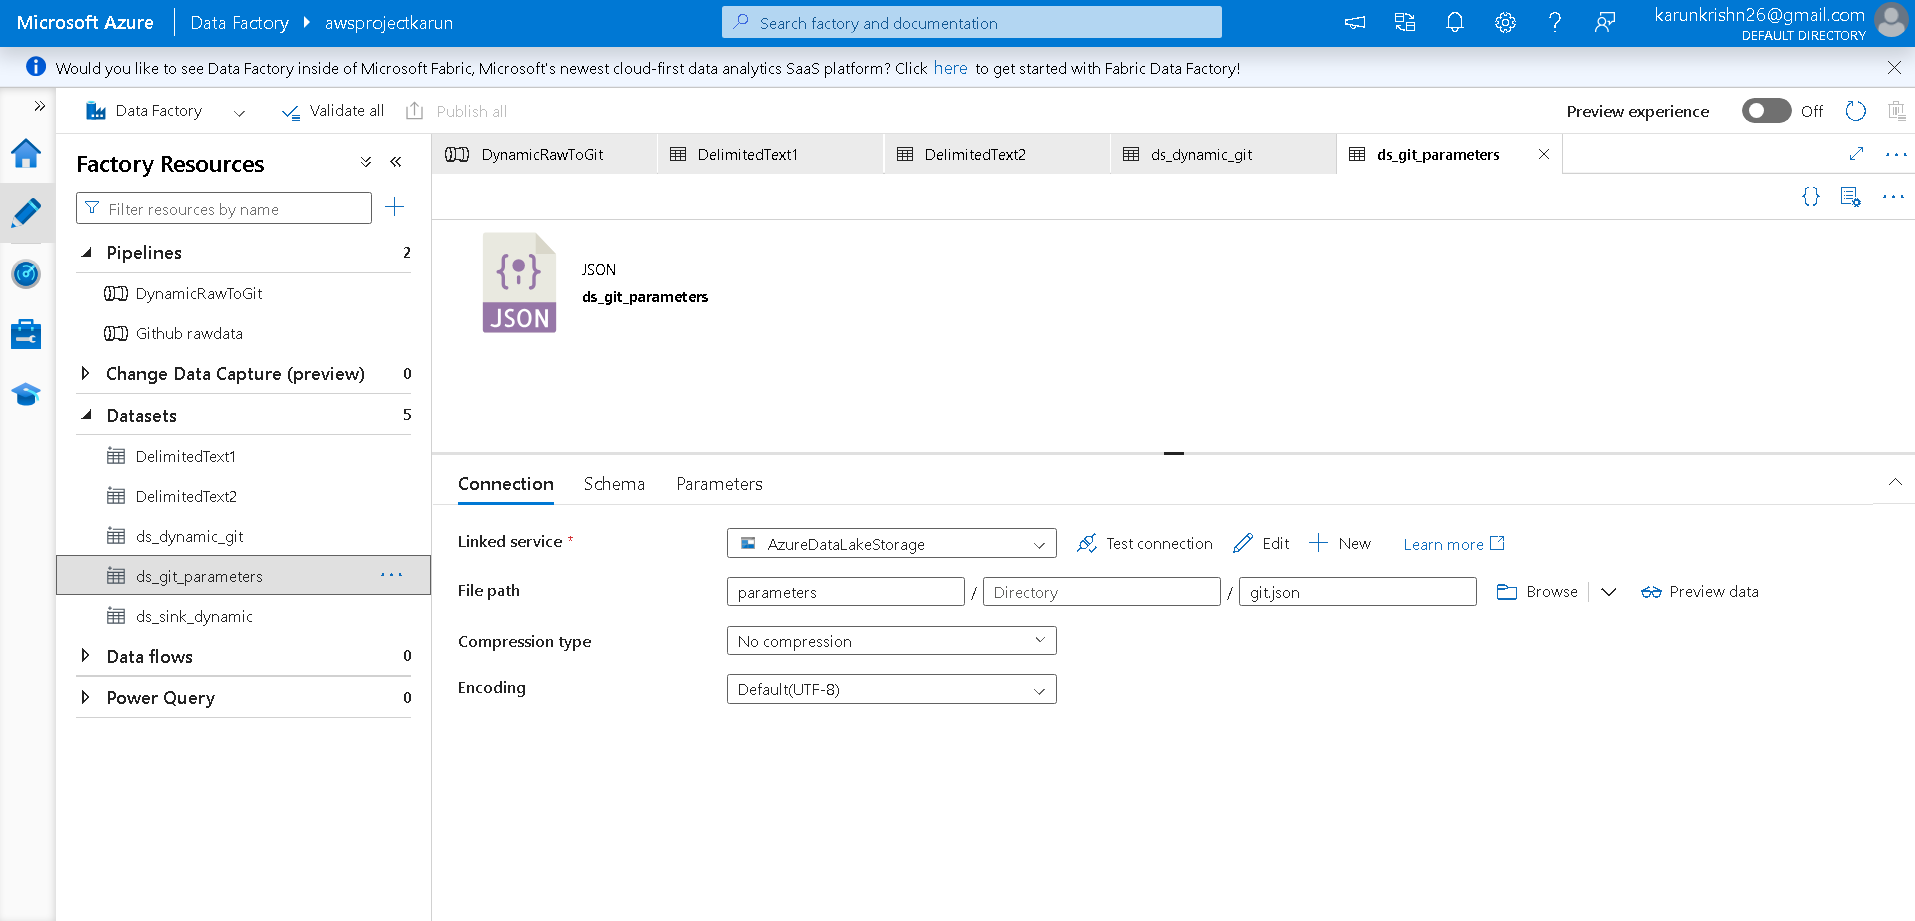 Microsoft Azure
Data Factory
awsprojectkarun
Search factory and documentation
karunkrishn26@gmail.com
DEFAULT DIRECTORY
Would you like to see Data Factory inside of Microsoft Fabric, Microsoft's newest cloud-first data analytics SaaS platform? Click here to get started with Fabric Data Factory!
Data Factory
Validate all
Publish all
Preview experience
Off
Factory Resources
Filter resources by name
Pipelines 2
DynamicRawToGit
Github rawdata
Change Data Capture (preview) 0
Datasets 5
DelimitedText1
DelimitedText2
ds_dynamic_git
ds_git_parameters
ds_sink_dynamic
Data flows 0
Power Query 0
DynamicRawToGit
DelimitedText1
DelimitedText2
ds_dynamic_git
ds_git_parameters
JSON
JSON
ds_git_parameters
Connection
Schema
Parameters
Linked service *
AzureDataLakeStorage
Test connection
Edit
New
Learn more
File path
parameters / Directory / git.json
Browse
Preview data
Compression type
No compression
Encoding
Default(UTF-8)